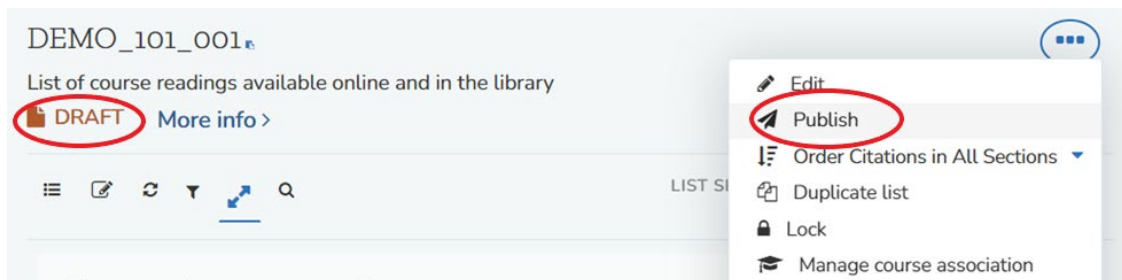 DEMO_101_001
List of course readings available online and in the library
DRAFT More info >
LIST
Edit
Publish
Order Citations in All Sections
Duplicate list
Lock
Manage course association